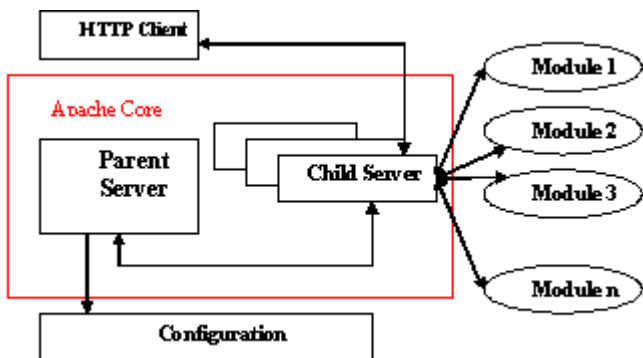 HTTP Client
Apache Core
Parent
Server
Child Server
Module 1
Module 2
Module 3
Module n
Configuration